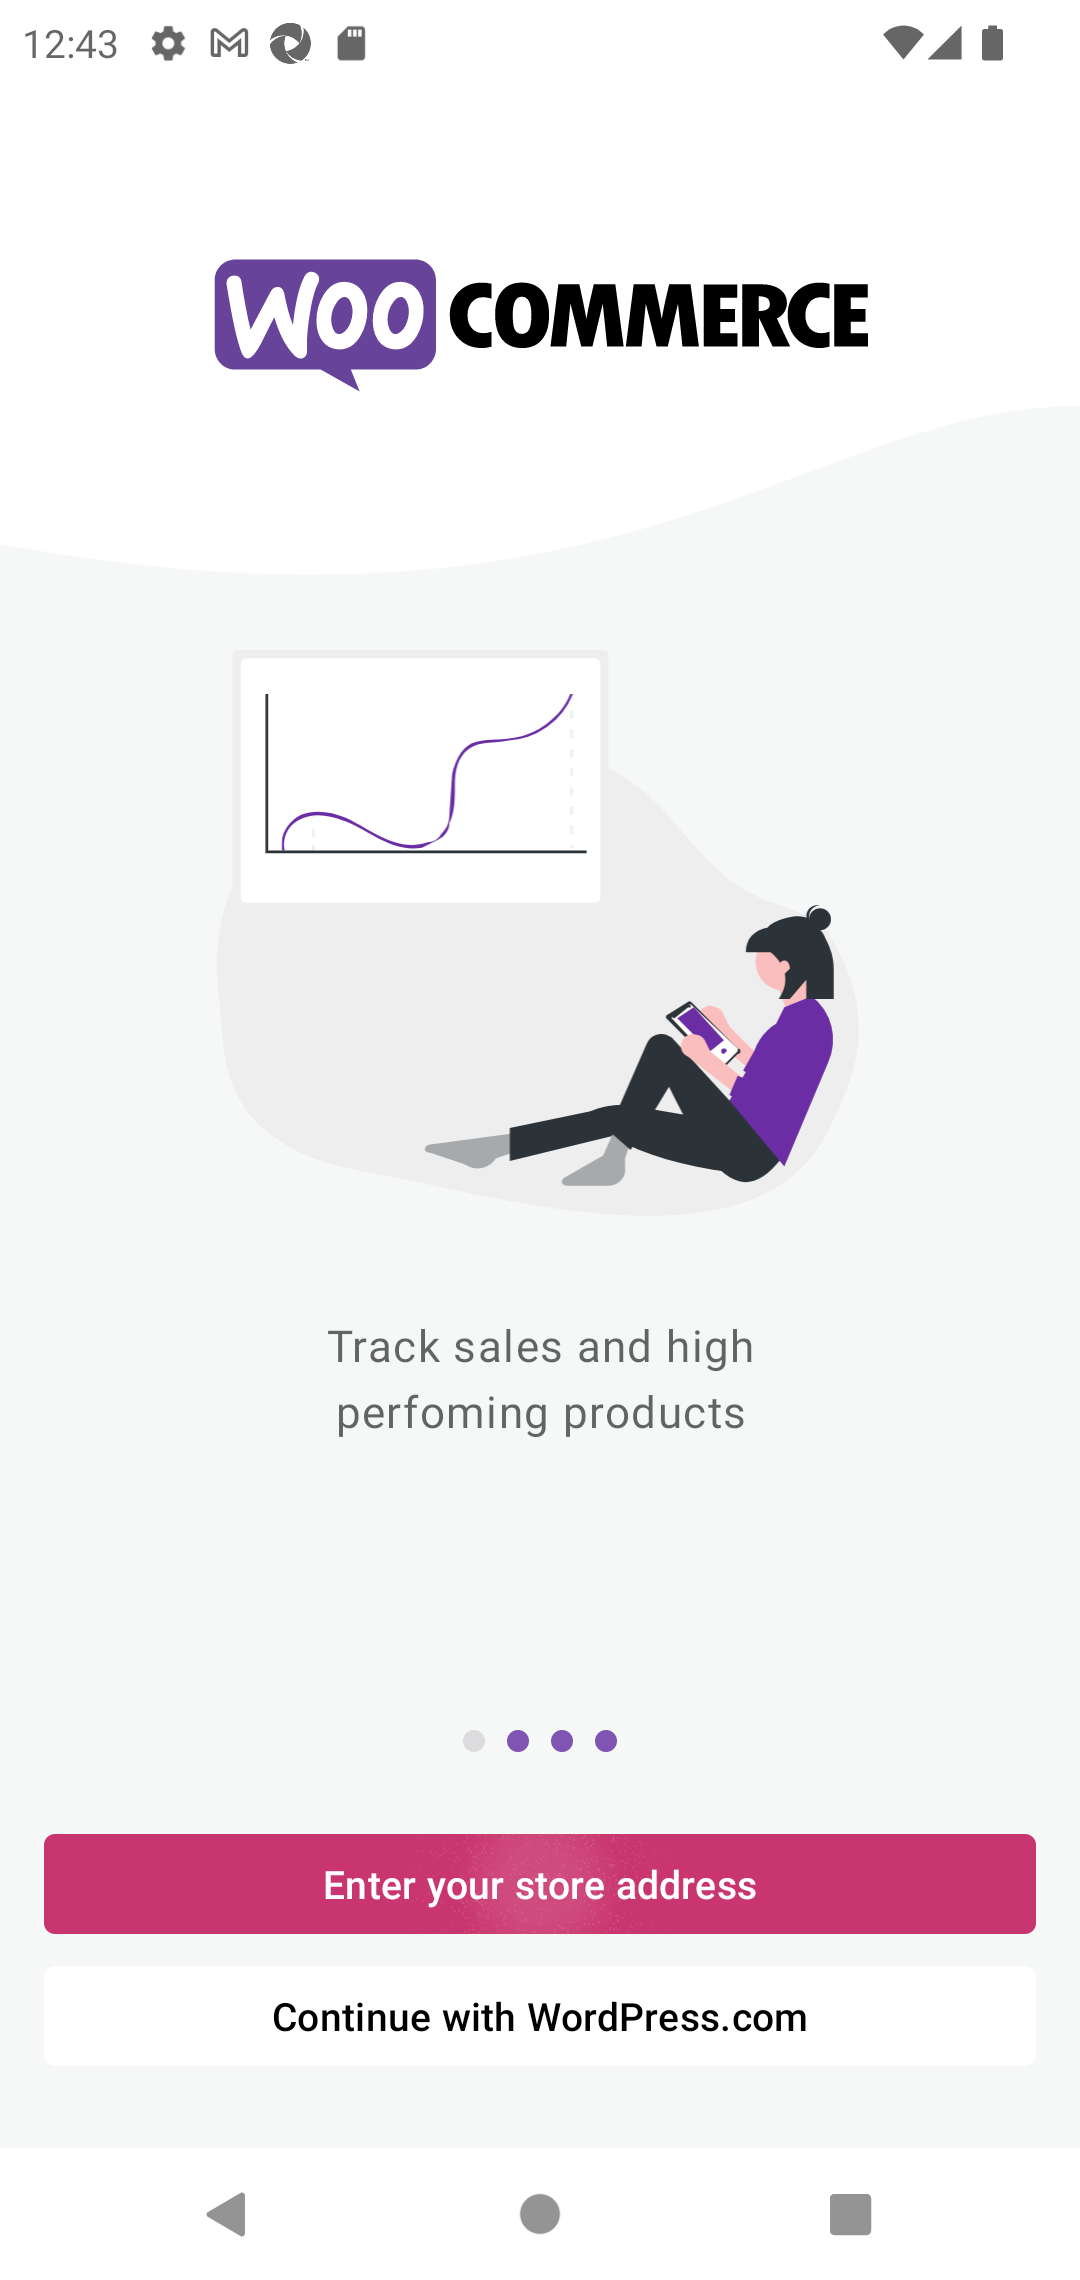 12:43
WOO COMMERCE
Track sales and high
perfoming products
Enter your store address
Continue with WordPress.com